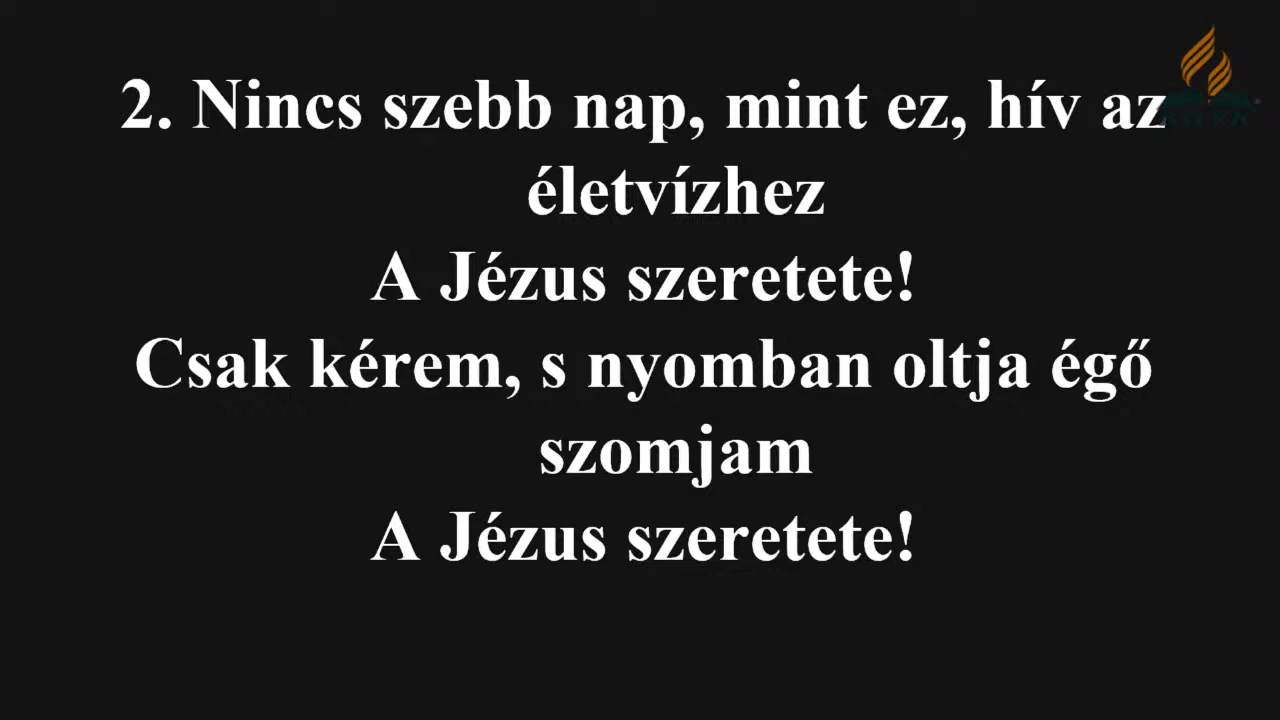 2. Nincs szebb nap, mint ez, hív az
életvízhez
A Jézus szeretete!
Csak kérem, s nyomban oltja égő
szomjam
A Jézus szeretete!